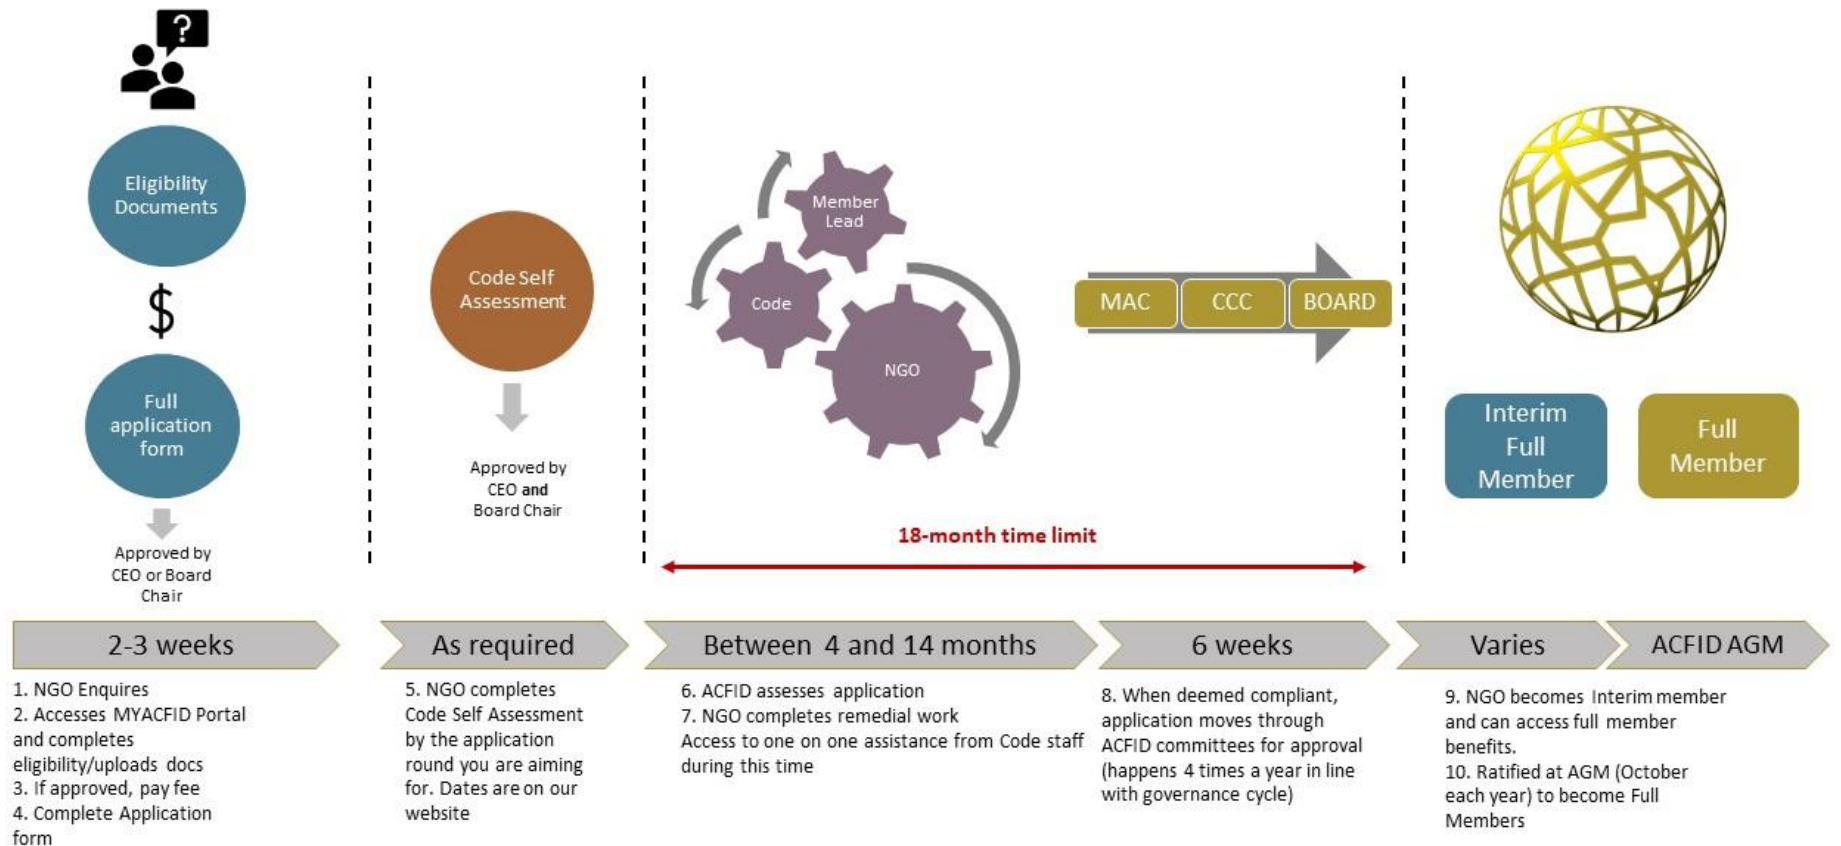 ?
Eligibility
Documents
$
Full
application
form
Approved by
CEO or Board
Chair
Code Self
Assessment
Approved by
CEO and
Board Chair
Member
Lead
Code
NGO
MAC
CCC
BOARD
18-month time limit
Interim
Full
Member
Full
Member
2-3 weeks
1. NGO Enquires
2. Accesses MYACFID Portal
and completes
eligibility/uploads docs
3. If approved, pay fee
4. Complete Application
form
As required
5. NGO completes
Code Self Assessment
by the application
round you are aiming
for. Dates are on our
website
Between 4 and 14 months
6. ACFID assesses application
7. NGO completes remedial work
Access to one on one assistance from Code staff
during this time
6 weeks
8. When deemed compliant,
application moves through
ACFID committees for approval
(happens 4 times a year in line
with governance cycle)
Varies
ACFID AGM
9. NGO becomes Interim member
and can access full member
benefits.
10. Ratified at AGM (October
each year) to become Full
Members